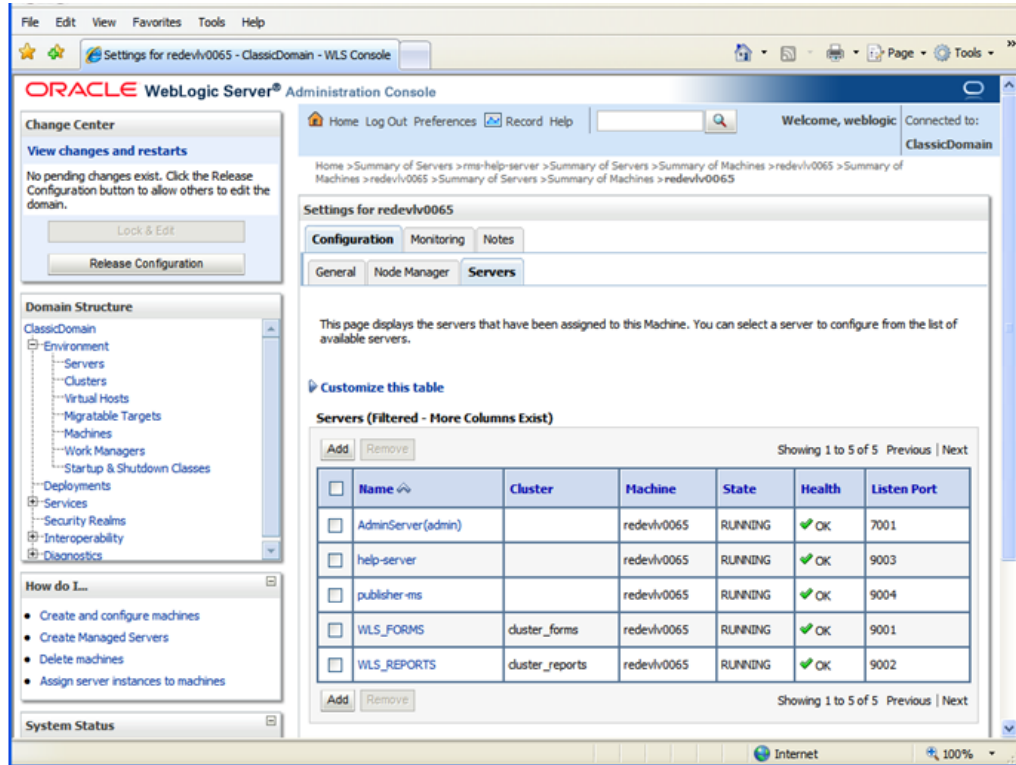 File Edit View Favorites Tools Help
Settings for redevlv0065 - ClassicDomain - WLS Console
Page
Tools
»
ORACLE WebLogic Server® Administration Console
Change Center
View changes and restarts
No pending changes exist. Click the Release
Configuration button to allow others to edit the
domain.
Lock & Edit
Release Configuration
Domain Structure
ClassicDomain
Environment
Servers
Clusters
Virtual Hosts
Migratable Targets
Machines
Work Managers
Startup & Shutdown Classes
Deployments
Services
Security Realms
Interoperability
Diagnostics
How do I...
Create and configure machines
Create Managed Servers
Delete machines
Assign server instances to machines
System Status
Home Log Out Preferences Record Help
Welcome, weblogic
Connected to:
ClassicDomain
Home >Summary of Servers >rms-help-server >Summary of Servers >Summary of Machines >redevlv0065 >Summary of
Machines >redevlv0065 >Summary of Servers >Summary of Machines >redevlv0065
Settings for redevlv0065
Configuration Monitoring Notes
General Node Manager Servers
This page displays the servers that have been assigned to this Machine. You can select a server to configure from the list of
available servers.
Customize this table
Servers (Filtered - More Columns Exist)
Add Remove Showing 1 to 5 of 5 Previous | Next
Name Cluster Machine State Health Listen Port
AdminServer(admin) redevlv0065 RUNNING OK 7001
help-server redevlv0065 RUNNING OK 9003
publisher-ms redevlv0065 RUNNING OK 9004
WLS_FORMS cluster_forms redevlv0065 RUNNING OK 9001
WLS_REPORTS cluster_reports redevlv0065 RUNNING OK 9002
Add Remove Showing 1 to 5 of 5 Previous | Next
Internet 100%